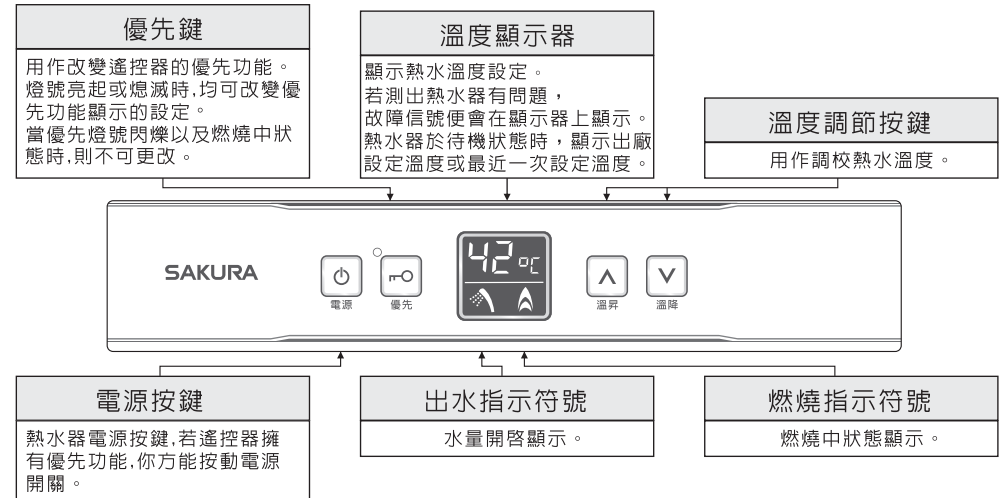 優先鍵
用作改變遙控器的優先功能。
燈號亮起或熄滅時,均可改變優
先功能顯示的設定。
當優先燈號閃爍以及燃燒中狀
態時,則不可更改。
溫度顯示器
顯示熱水溫度設定。
若測出熱水器有問題，
故障信號便會在顯示器上顯示。
熱水器於待機狀態時，顯示出廠
設定溫度或最近一次設定溫度。
溫度調節按鍵
用作調校熱水溫度。
SAKURA
電源
優先
42℃
溫昇
溫降
電源按鍵
熱水器電源按鍵,若遙控器擁
有優先功能,你方能按動電源
開關。
出水指示符號
水量開啓顯示。
燃燒指示符號
燃燒中狀態顯示。